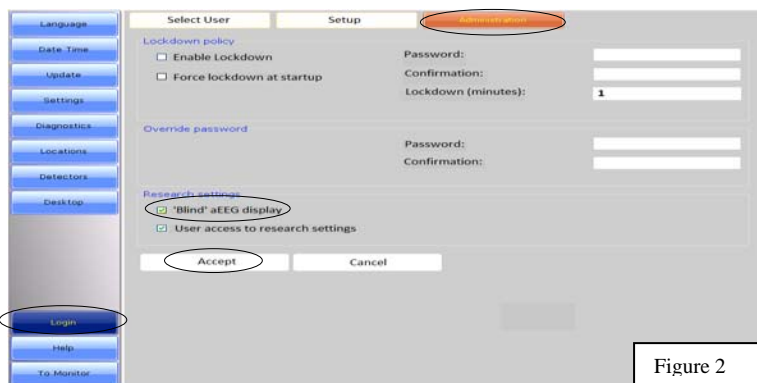 Language
Date Time
Update
Settings
Diagnostics
Locations
Detectors
Desktop
Login
Help
To Monitor
Select User
Setup
Administration
Lockdown policy
Enable Lockdown
Force lockdown at startup
Password:
Confirmation:
Lockdown (minutes):
1
Override password
Password:
Confirmation:
Research settings
'Blind' aEEG display
User access to research settings
Accept
Cancel
Figure 2